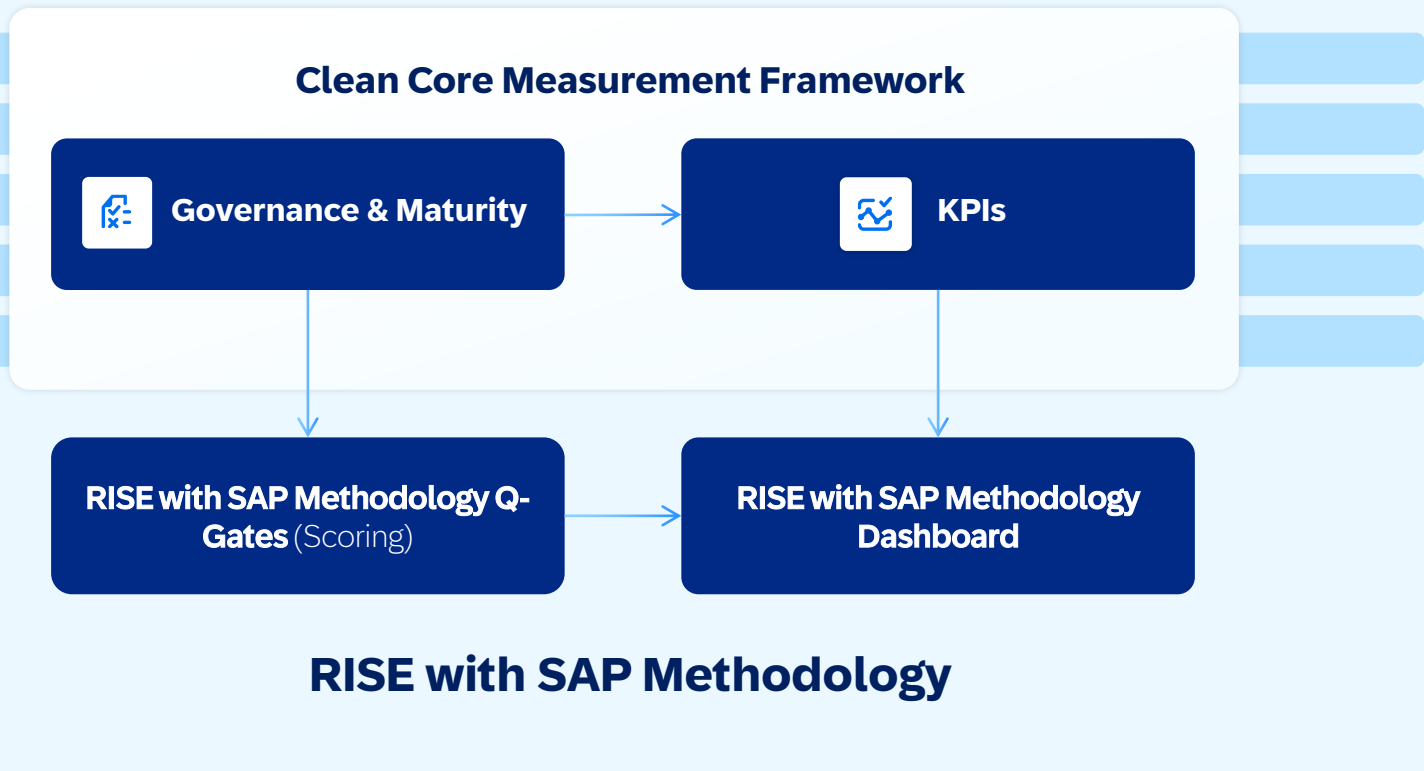 Clean Core Measurement Framework
Governance & Maturity
KPIs
RISE with SAP Methodology Q-
Gates (Scoring)
RISE with SAP Methodology
Dashboard
RISE with SAP Methodology